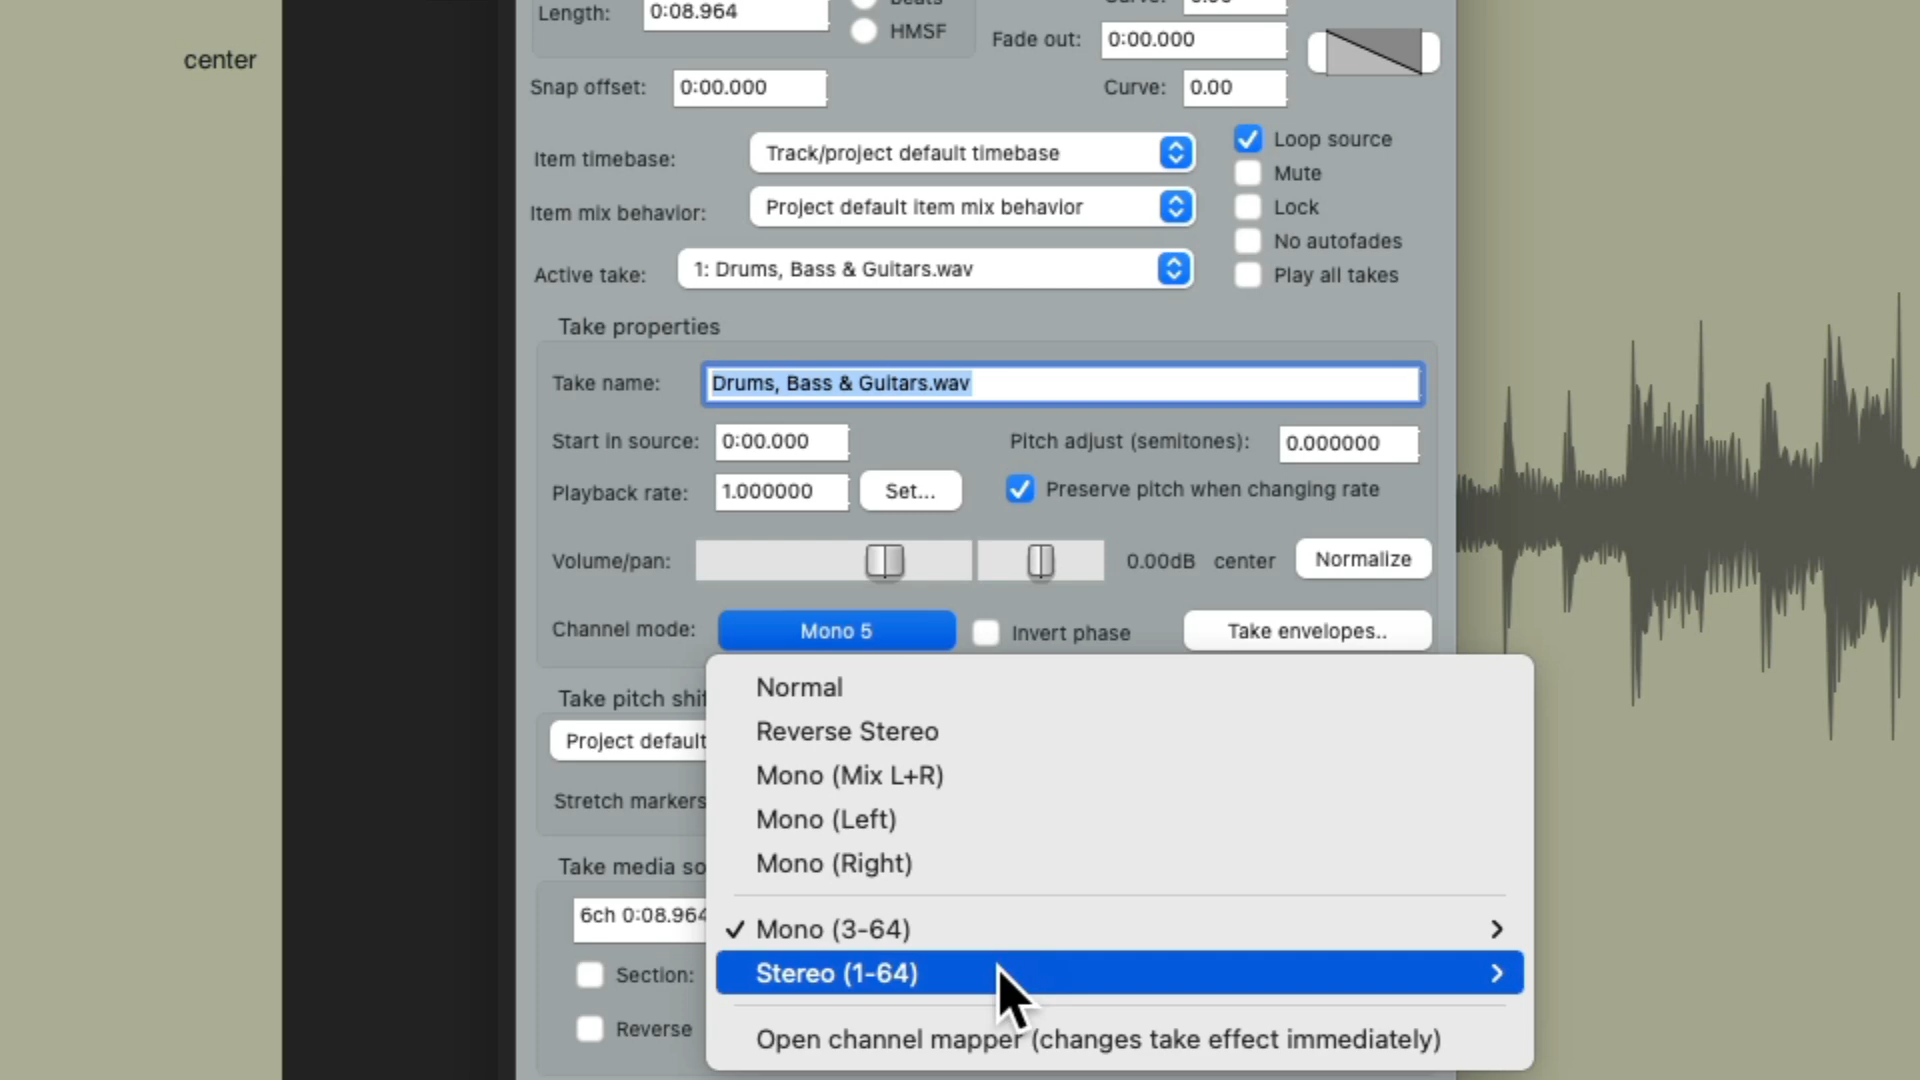 center
Length: 0:08.964
HMSF
Fade out: 0:00.000
Snap offset: 0:00.000
Curve: 0.00
Item timebase: Track/project default timebase
Loop source
Mute
Item mix behavior: Project default item mix behavior
Lock
No autofades
Active take: 1: Drums, Bass & Guitars.wav
Play all takes
Take properties
Take name: Drums, Bass & Guitars.wav
Start in source: 0:00.000
Pitch adjust (semitones): 0.000000
Playback rate: 1.000000 Set...
Preserve pitch when changing rate
Volume/pan: 0.00dB center Normalize
Channel mode: Mono 5 Invert phase Take envelopes..
Normal
Take pitch shif
Reverse Stereo
Project default
Mono (Mix L+R)
Stretch markers
Mono (Left)
Mono (Right)
Take media so
6ch 0:08.964
✓ Mono (3-64) >
Section:
Stereo (1-64) >
Reverse
Open channel mapper (changes take effect immediately)